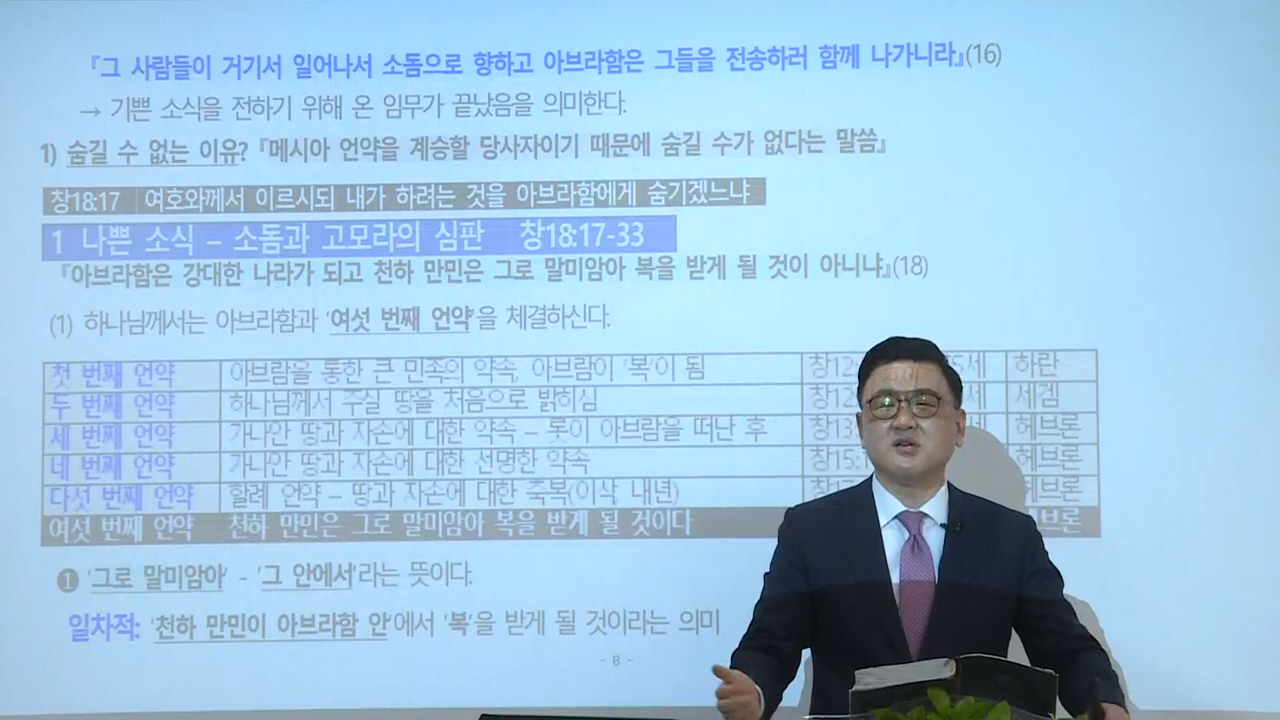 『그 사람들이 거기서 일어나서 소돔으로 향하고 아브라함은 그들을 전송하러 함께 나가니라』(16)
→ 기쁜 소식을 전하기 위해 온 임무가 끝났음을 의미한다.
1) 숨길 수 없는 이유? 『메시아 언약을 계승할 당사자이기 때문에 숨길 수가 없다는 말씀』
창18:17 여호와께서 이르시되 내가 하려는 것을 아브라함에게 숨기겠느냐
1 나쁜 소식 – 소돔과 고모라의 심판 창18:17-33
『아브라함은 강대한 나라가 되고 천하 만민은 그로 말미암아 복을 받게 될 것이 아니냐』(18)
(1) 하나님께서는 아브라함과 '여섯 번째 언약'을 체결하신다.
첫 번째 언약 아브람을 통한 큰 민족의 약속, 아브람이 '복'이 됨 창12 5세 하란
두 번째 언약 하나님께서 주실 땅을 처음으로 밝히심 창12 세 세겜
세 번째 언약 가나안 땅과 자손에 대한 약속 – 롯이 아브람을 떠난 후 창13 헤브론
네 번째 언약 가나안 땅과 자손에 대한 선명한 약속 창15: 헤브론
다섯 번째 언약 할례 언약 – 땅과 자손에 대한 축복(이삭, 내년) 헤브론
여섯 번째 언약 천하 만민은 그로 말미암아 복을 받게 될 것이다 브론
❶ '그로 말미암아' - '그 안에서'라는 뜻이다.
일차적: '천하 만민이 아브라함 안'에서 '복'을 받게 될 것이라는 의미
- 8 -